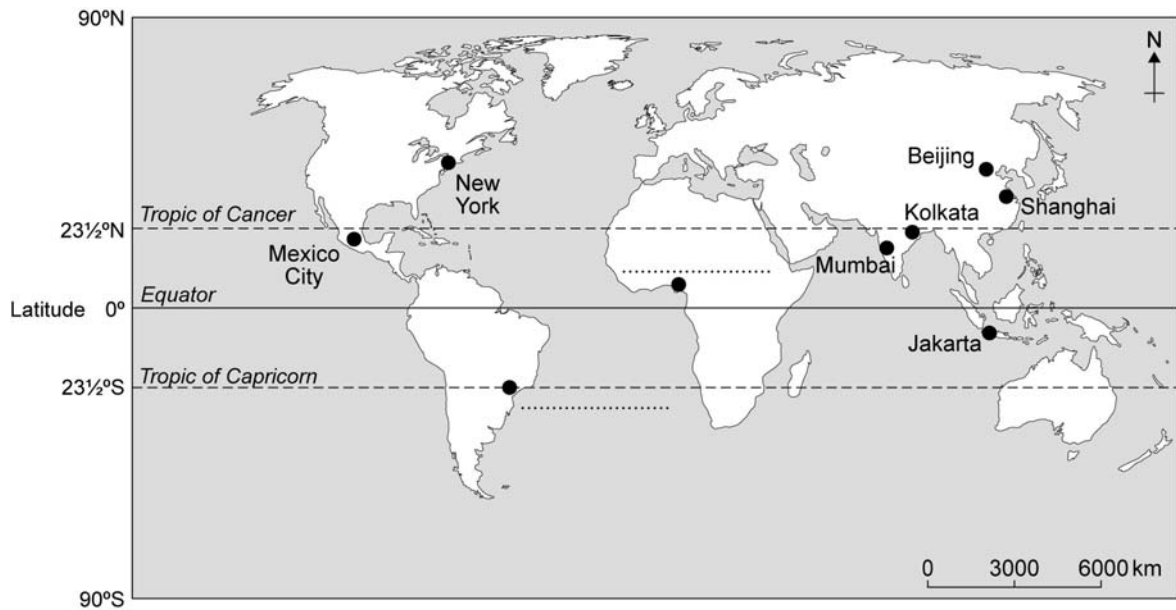 90ºN
N
New
York
Beijing
Shanghai
Tropic of Cancer
23½ºN
Kolkata
Mexico
City
Mumbai
Equator
Latitude 0º
Jakarta
Tropic of Capricorn
23½ºS
0 3000 6000 km
90ºS